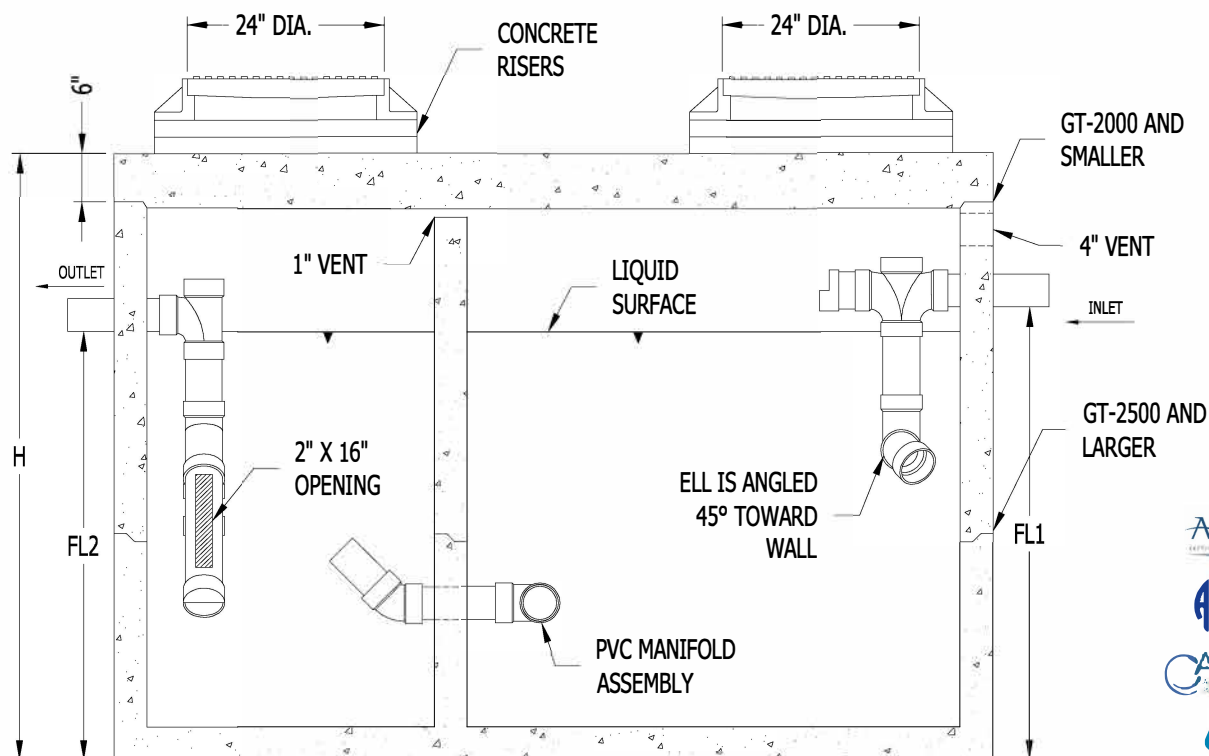 24" DIA.
CONCRETE
RISERS
24" DIA.
6"
GT-2000 AND
SMALLER
4" VENT
1" VENT
LIQUID
SURFACE
OUTLET
INLET
H
FL2
2" X 16"
OPENING
ELL IS ANGLED
45° TOWARD
WALL
GT-2500 AND
LARGER
FL1
PVC MANIFOLD
ASSEMBLY